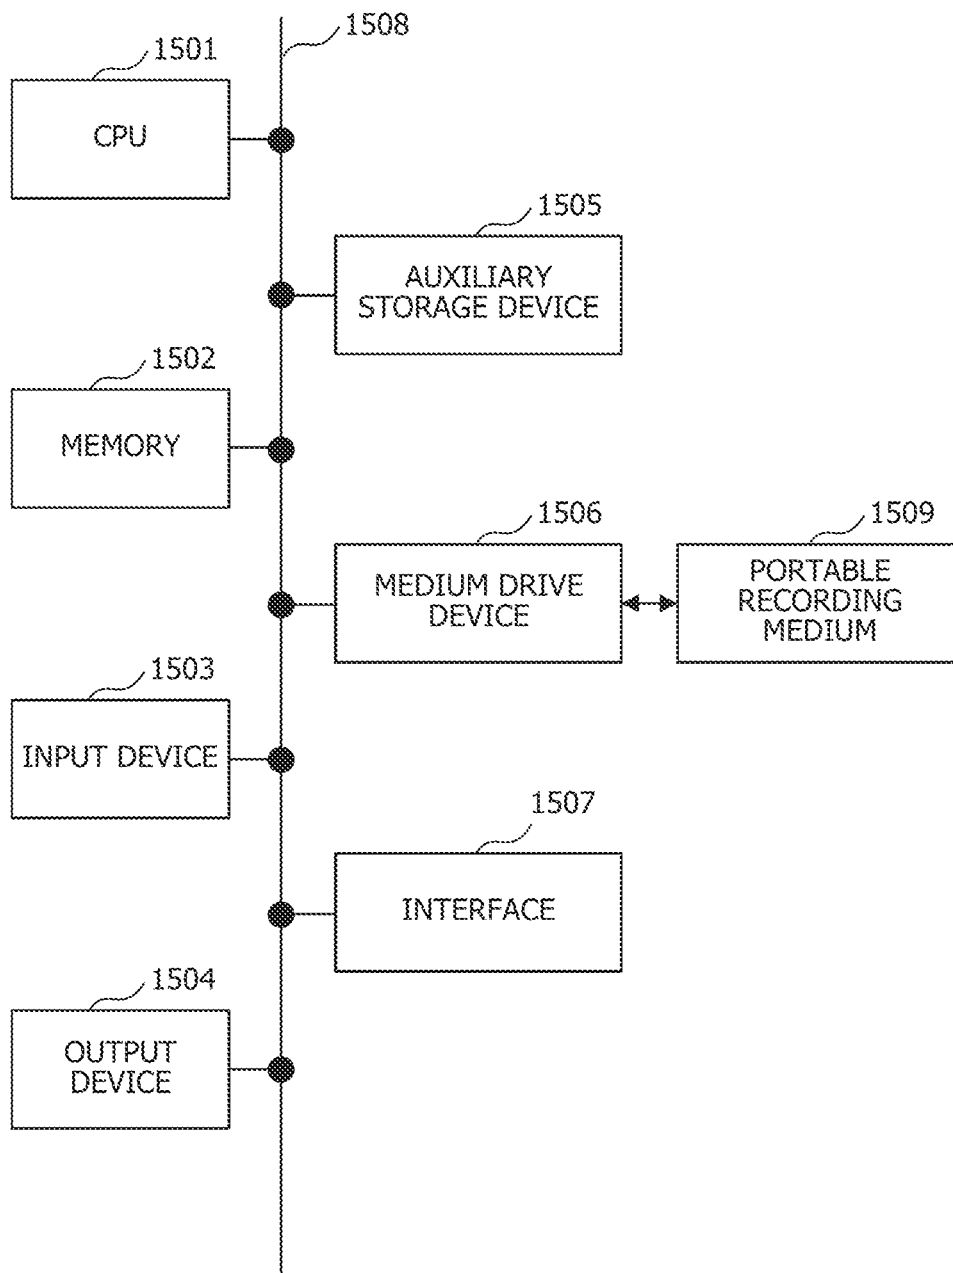 1508
1501
CPU
1505
AUXILIARY
STORAGE DEVICE
1502
MEMORY
1506
MEDIUM DRIVE
DEVICE
1509
PORTABLE
RECORDING
MEDIUM
1503
INPUT DEVICE
1507
INTERFACE
1504
OUTPUT
DEVICE